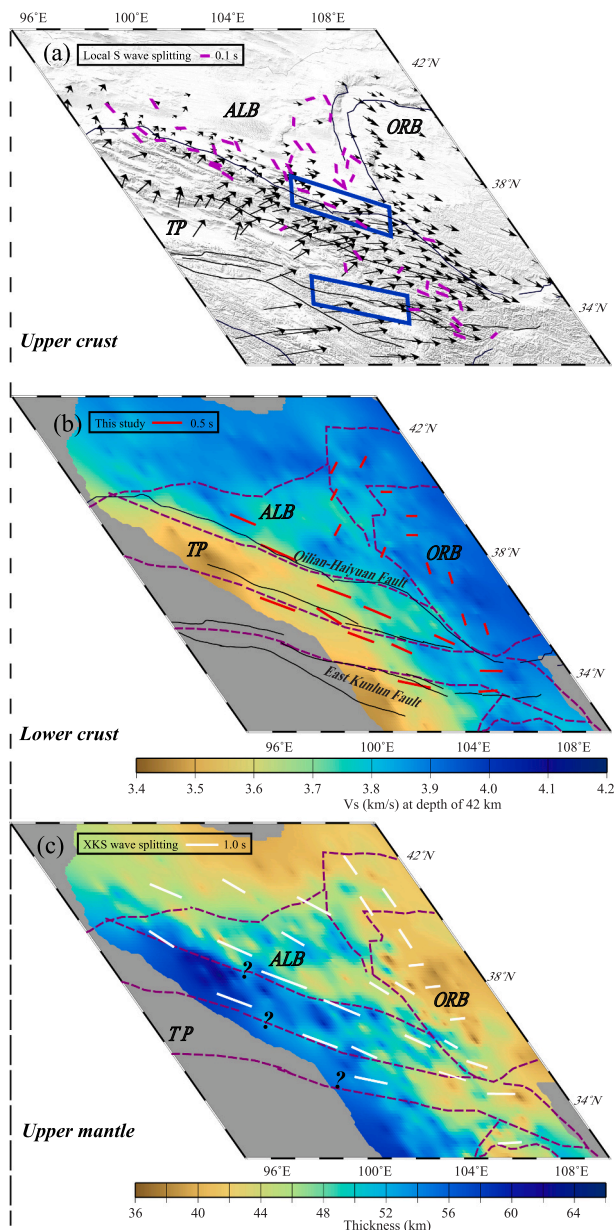 96°E 100°E 104°E 108°E
(a)
Local S wave splitting 0.1 s
42°N
ALB
ORB
38°N
TP
34°N
Upper crust
(b)
This study 0.5 s
42°N
ALB
TP
Qilian-Haiyuan Fault
ORB
38°N
East Kunlun Fault
34°N
Lower crust
96°E 100°E 104°E 108°E
3.4 3.5 3.6 3.7 3.8 3.9 4.0 4.1 4.2
Vs (km/s) at depth of 42 km
(c)
XKS wave splitting 1.0 s
42°N
?
ALB
38°N
ORB
?
TP
?
34°N
Upper mantle
96°E 100°E 104°E 108°E
36 40 44 48 52 56 60 64
Thickness (km)